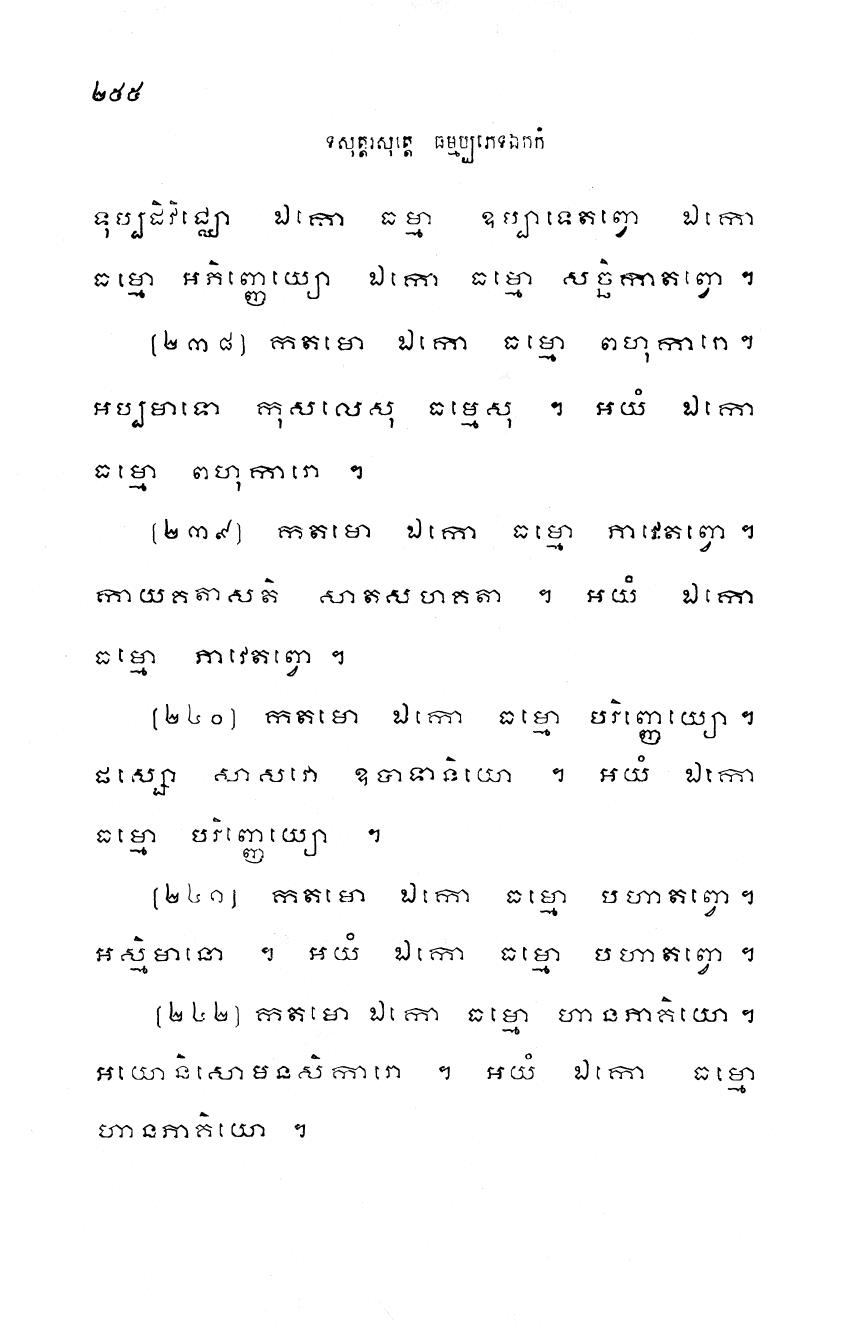 ២៥៥
ទសុត្តរសុត្តេ ធម្មប្បភេទឯកកំ
ទុប្បដិវិជ្ឈោ ឯកោ ធម្មោ ឧប្បាទេតព្វោ ឯកោ
ធម្មោ អភិញ្ញេយ្យោ ឯកោ ធម្មោ សច្ឆិកាតព្វោ ។
(២៣៨) កតមោ ឯកោ ធម្មោ ពហុការោ ។
អប្បមាទោ កុសលេសុ ធម្មេសុ ។ អយំ ឯកោ
ធម្មោ ពហុការោ ។
(២៣៩) កតមោ ឯកោ ធម្មោ ភាវេតព្វោ ។
កាយគតាសតិ សាតសហគតា ។ អយំ ឯកោ
ធម្មោ ភាវេតព្វោ ។
(២៤០) កតមោ ឯកោ ធម្មោ បរិញ្ញេយ្យោ ។
ផស្សោ សាសវោ ឧបាទានិយោ ។ អយំ ឯកោ
ធម្មោ បរិញ្ញេយ្យោ ។
(២៤១) កតមោ ឯកោ ធម្មោ បហាតព្វោ ។
អស្មិមានោ ។ អយំ ឯកោ ធម្មោ បហាតព្វោ ។
(២៤២) កតមោ ឯកោ ធម្មោ ហានភាគិយោ ។
អយោនិសោមនសិការោ ។ អយំ ឯកោ ធម្មោ
ហានភាគិយោ ។